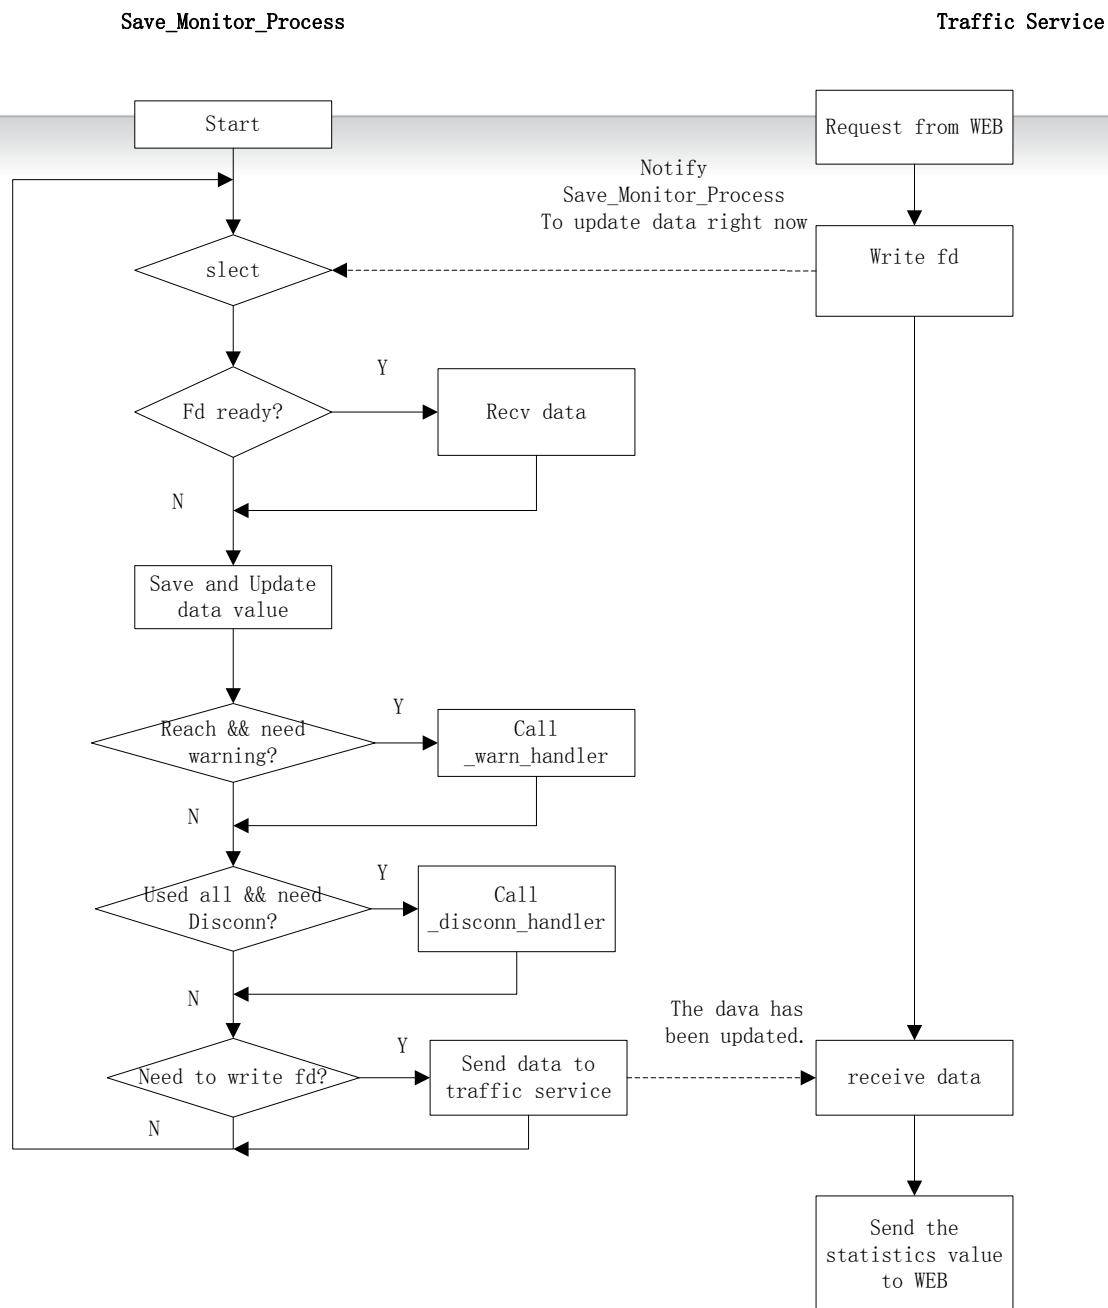 Save_Monitor_Process
Traffic Service
Start
Request from WEB
Notify
Save_Monitor_Process
To update data right now
Write fd
slect
Y
Fd ready?
Recv data
N
Save and Update
data value
Y
Reach && need
warning?
Call
_warn_handler
N
Y
Used all && need
Disconn?
Call
_disconn_handler
N
The dava has
been updated.
Y
Need to write fd?
Send data to
traffic service
receive data
N
Send the
statistics value
to WEB